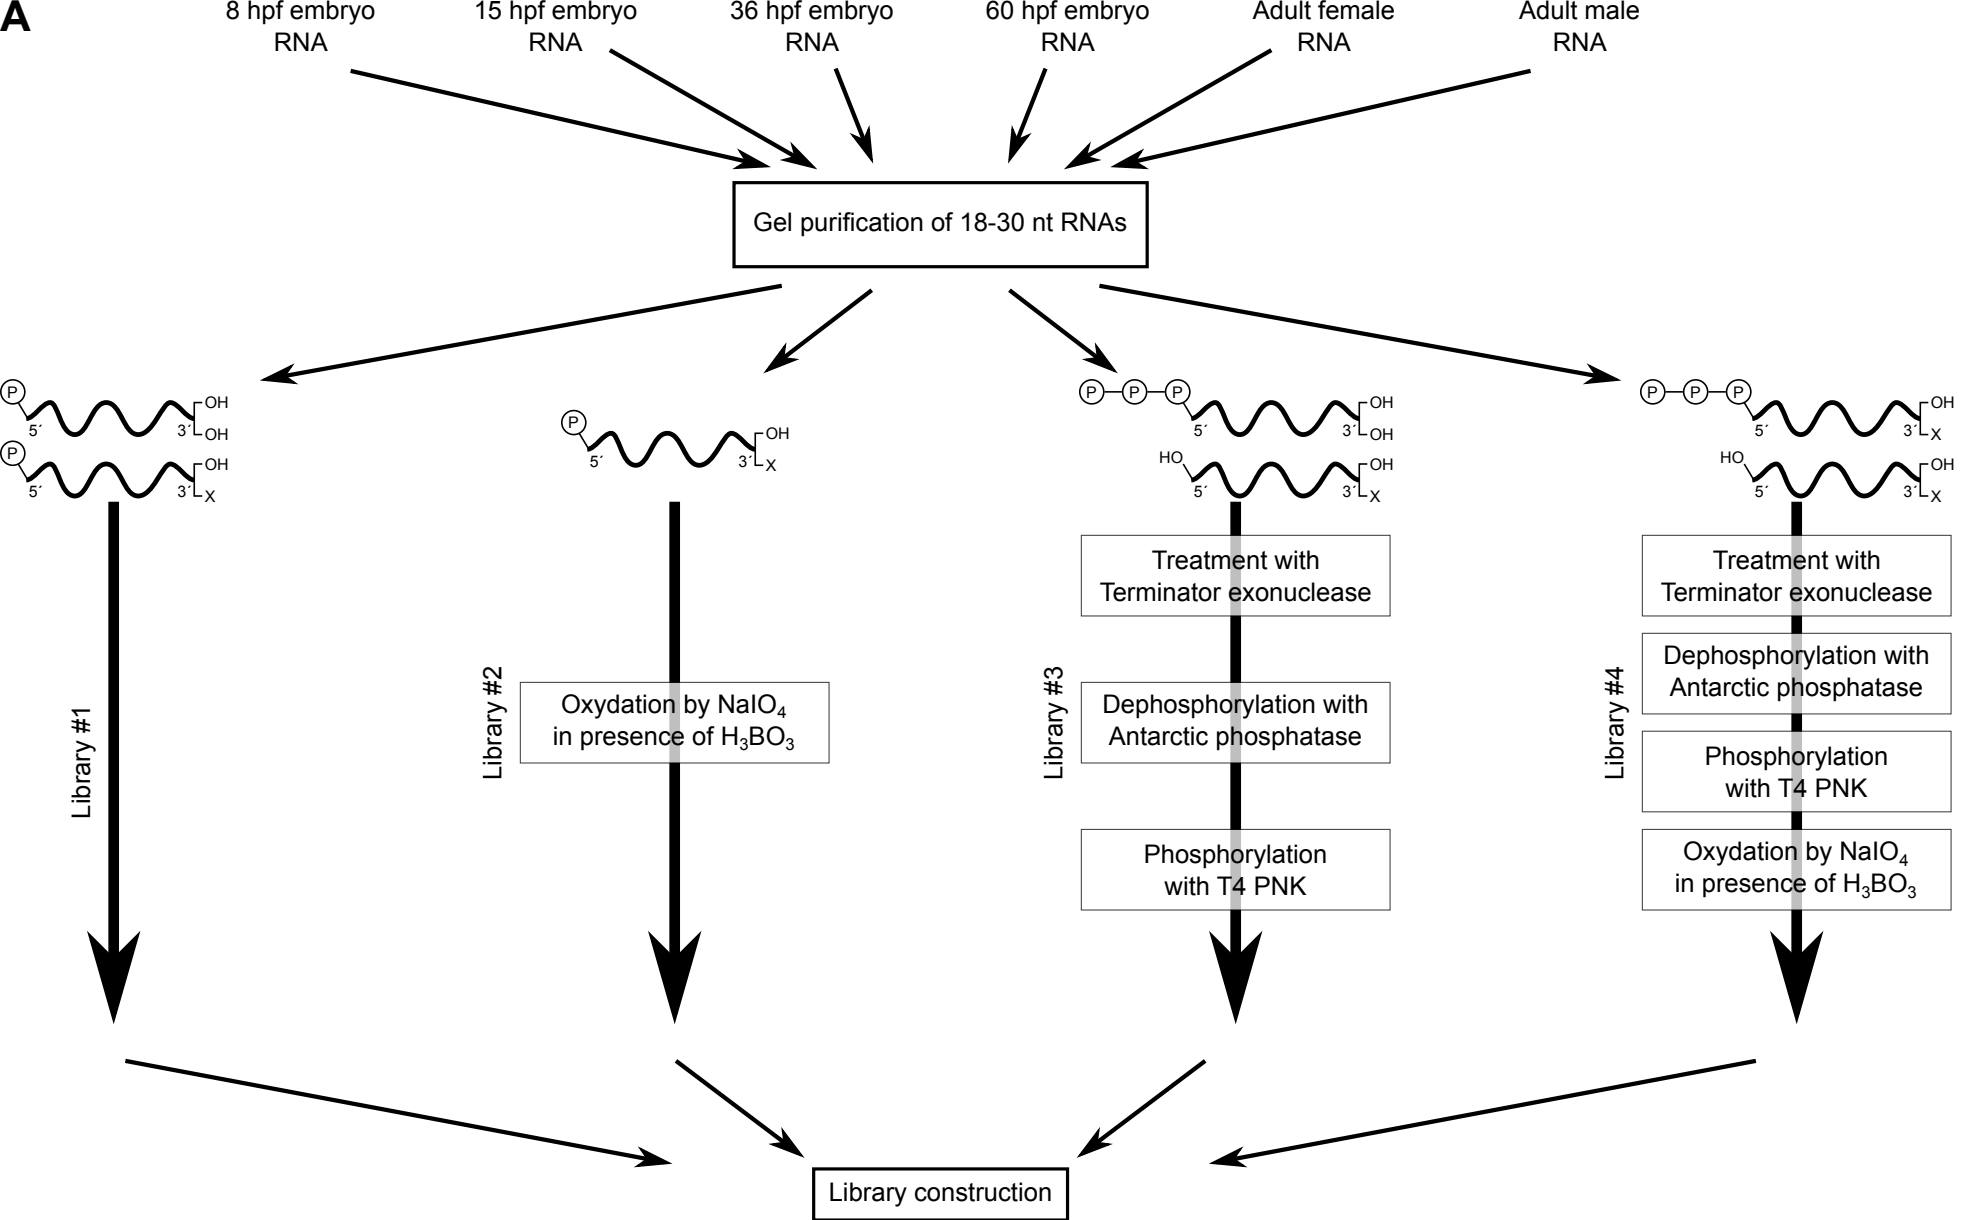 A
8 hpf embryo
RNA
15 hpf embryo
RNA
36 hpf embryo
RNA
60 hpf embryo
RNA
Adult female
RNA
Adult male
RNA
Gel purification of 18-30 nt RNAs
P
5´
3´
OH
OH
P
5´
3´
OH
X
P
5´
3´
OH
X
P P P
5´
3´
OH
OH
HO
5´
3´
OH
X
P P P
5´
3´
OH
X
HO
5´
3´
OH
X
Library #1
Library #2
Oxydation by NaIO₄
in presence of H₃BO₃
Library #3
Treatment with
Terminator exonuclease
Dephosphorylation with
Antarctic phosphatase
Phosphorylation
with T4 PNK
Library #4
Treatment with
Terminator exonuclease
Dephosphorylation with
Antarctic phosphatase
Phosphorylation
with T4 PNK
Oxydation by NaIO₄
in presence of H₃BO₃
Library construction